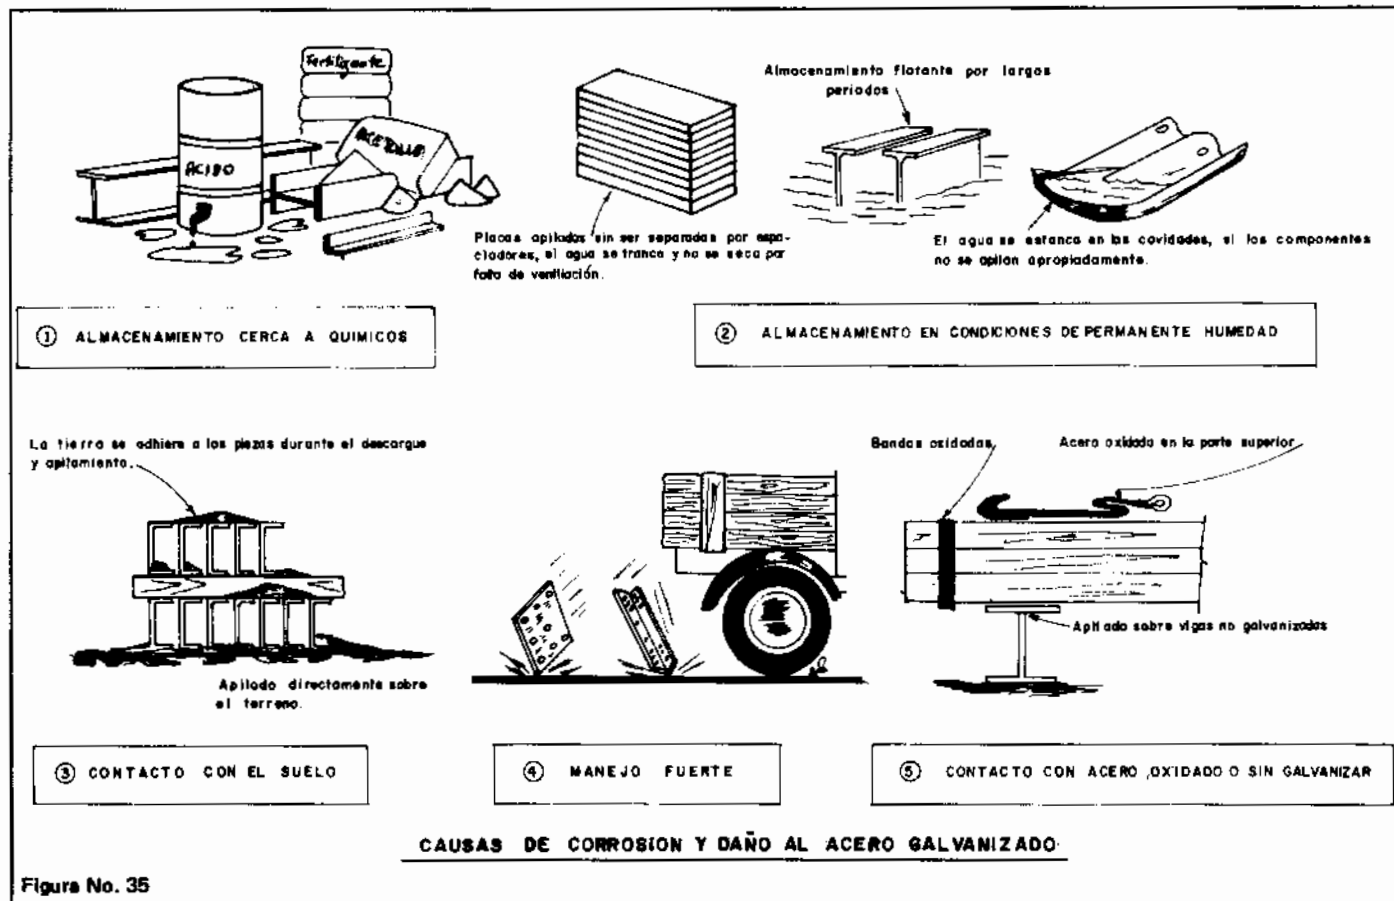 Fertilizante
ACIDO
Almacenamiento flotante por largos
periodos
Placas apiladas sin ser separadas por espa-
ciadores, el agua se tranca y no se seca por
falta de ventilación.
El agua se estanca en las cavidades, si los componentes
no se apilan apropiadamente.
① ALMACENAMIENTO CERCA A QUIMICOS
② ALMACENAMIENTO EN CONDICIONES DE PERMANENTE HUMEDAD
La tierra se adhiere a las piezas durante el descargue
y apilamiento.
Apilado directamente sobre
el terreno.
Bandas oxidadas
Acero oxidado en la parte superior
Apilado sobre vigas no galvanizadas
③ CONTACTO CON EL SUELO
④ MANEJO FUERTE
⑤ CONTACTO CON ACERO ,OXIDADO O SIN GALVANIZAR
CAUSAS DE CORROSION Y DAÑO AL ACERO GALVANIZADO
Figura No. 35